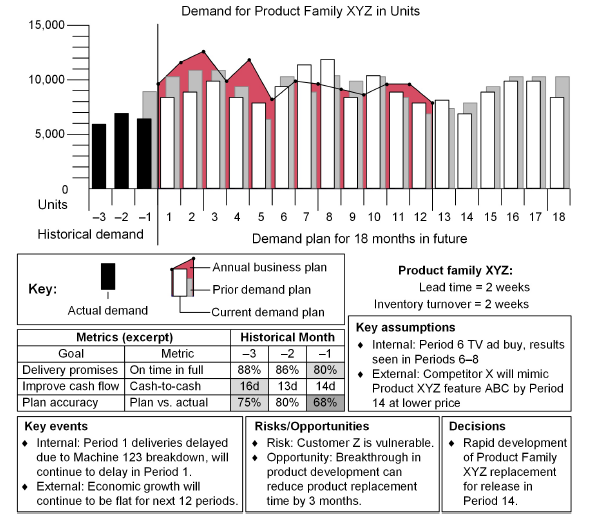 Demand for Product Family XYZ in Units
15,000
10,000
5,000
0
Units
–3 –2 –1 1 2 3 4 5 6 7 8 9 10 11 12 13 14 15 16 17 18
Historical demand
Demand plan for 18 months in future
Key:
Actual demand
Annual business plan
Prior demand plan
Current demand plan
Product family XYZ:
Lead time = 2 weeks
Inventory turnover = 2 weeks
Metrics (excerpt) Historical Month
Goal Metric –3 –2 –1
Delivery promises On time in full 88% 86% 80%
Improve cash flow Cash-to-cash 16d 13d 14d
Plan accuracy Plan vs. actual 75% 80% 68%
Key assumptions
♦ Internal: Period 6 TV ad buy, results
seen in Periods 6–8
♦ External: Competitor X will mimic
Product XYZ feature ABC by Period
14 at lower price
Key events
♦ Internal: Period 1 deliveries delayed
due to Machine 123 breakdown, will
continue to delay in Period 1.
♦ External: Economic growth will
continue to be flat for next 12 periods.
Risks/Opportunities
♦ Risk: Customer Z is vulnerable.
♦ Opportunity: Breakthrough in
product development can
reduce product replacement
time by 3 months.
Decisions
♦ Rapid development
of Product Family
XYZ replacement
for release in
Period 14.